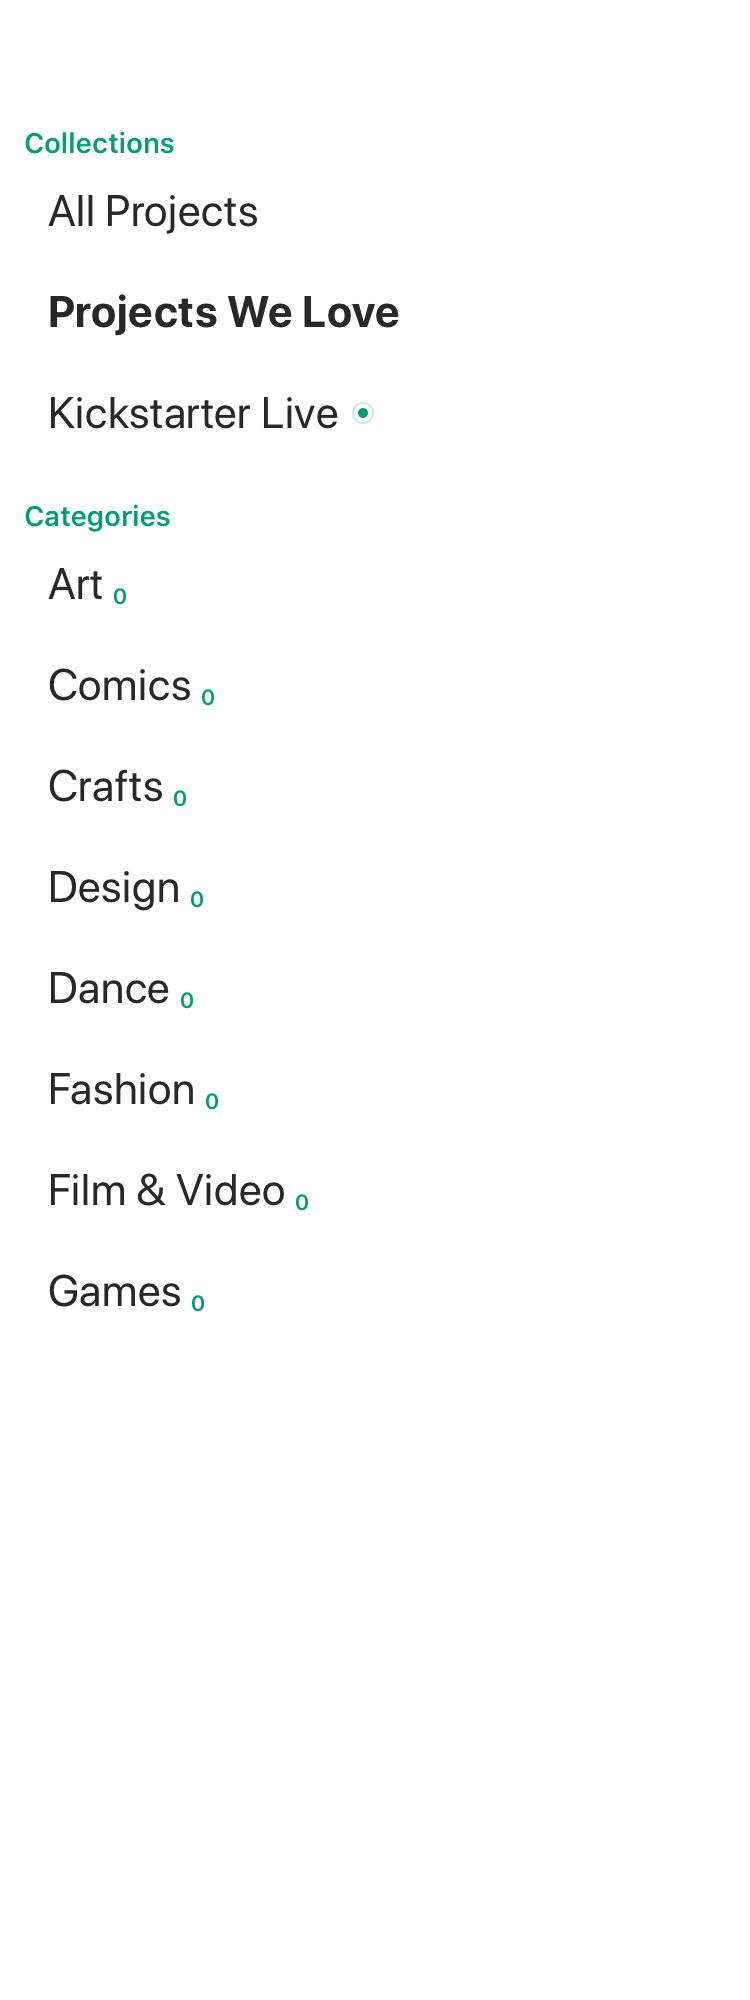 Collections
All Projects
Projects We Love
Kickstarter Live
Categories
Art 0
Comics 0
Crafts 0
Design 0
Dance 0
Fashion 0
Film & Video 0
Games 0